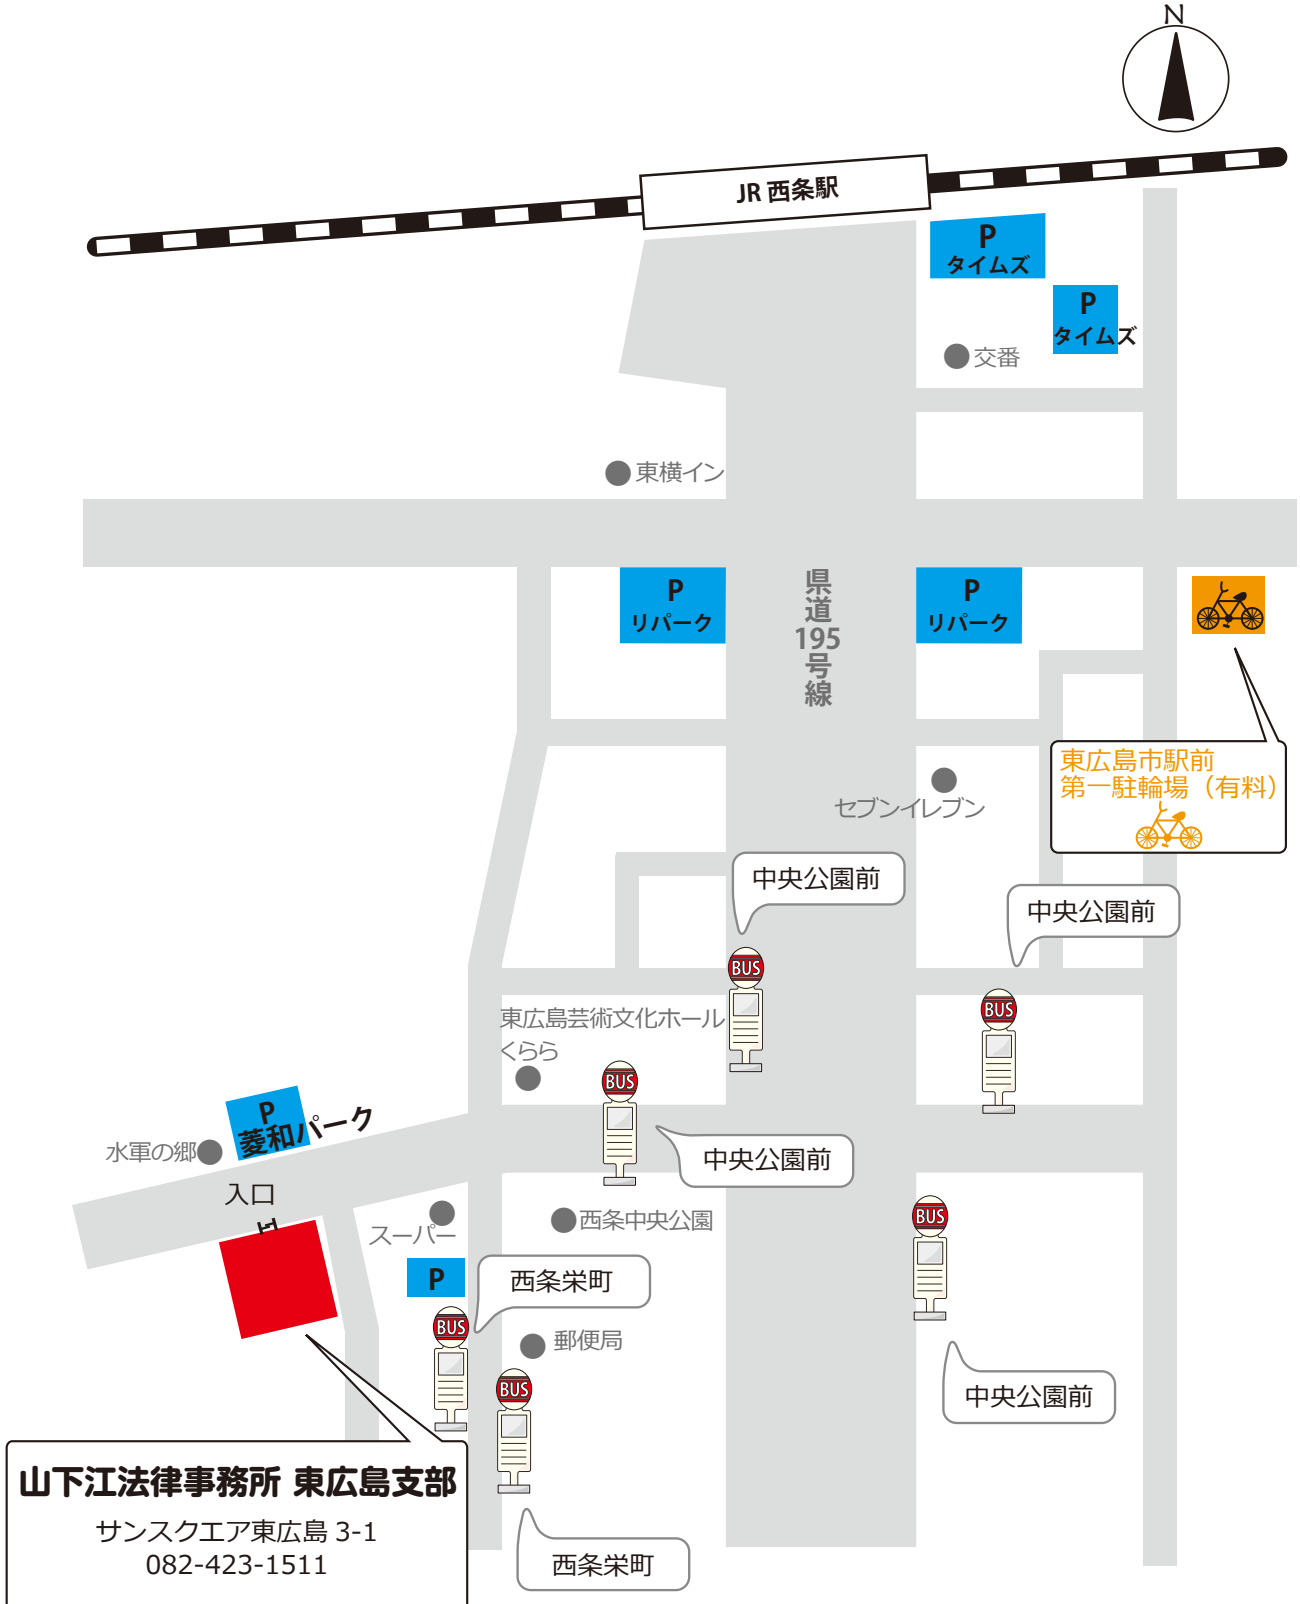 N
JR 西条駅
P
タイムズ
P
タイムズ
交番
東横イン
P
リパーク
県道195号線
P
リパーク
東広島市駅前
第一駐輪場（有料）
セブンイレブン
中央公園前
中央公園前
BUS
BUS
東広島芸術文化ホール
くらら
BUS
P
菱和パーク
水軍の郷
中央公園前
入口
スーパー
西条中央公園
BUS
P
西条栄町
BUS
郵便局
BUS
中央公園前
山下江法律事務所 東広島支部
サンスクエア東広島 3-1
082-423-1511
西条栄町